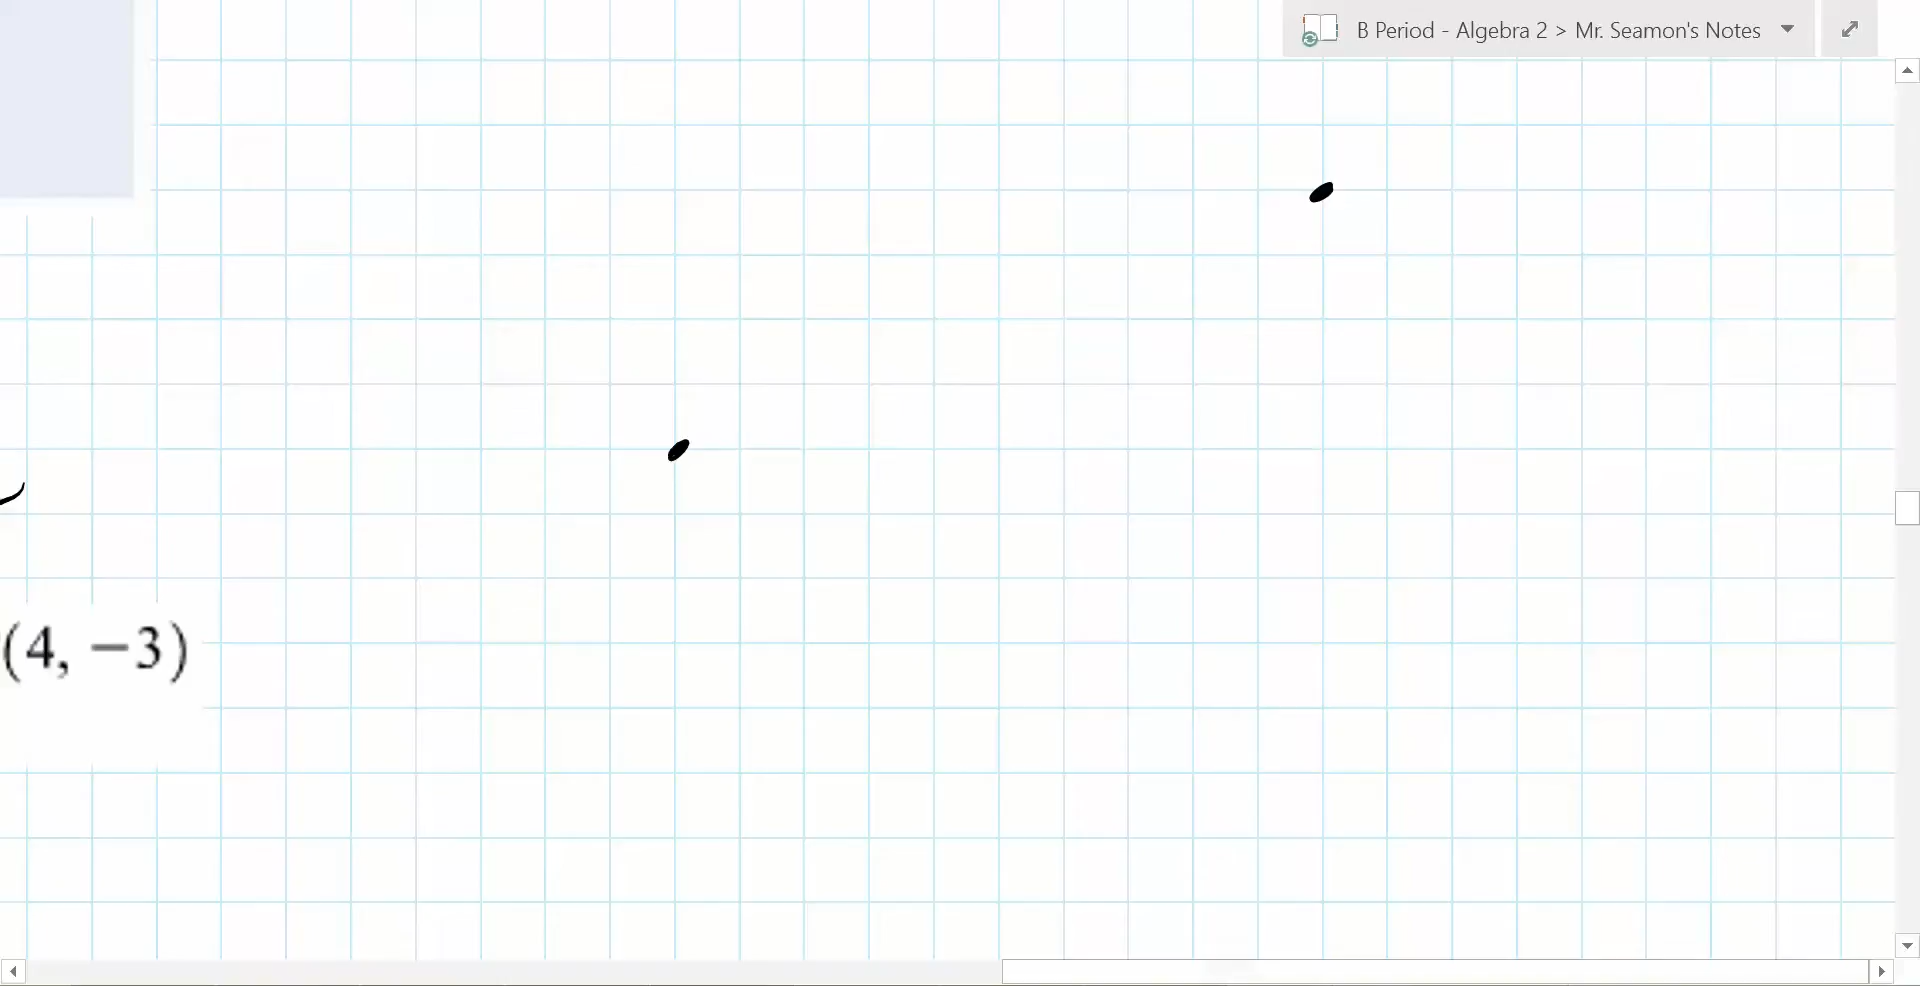 B Period - Algebra 2 > Mr. Seamon's Notes
(4, −3)